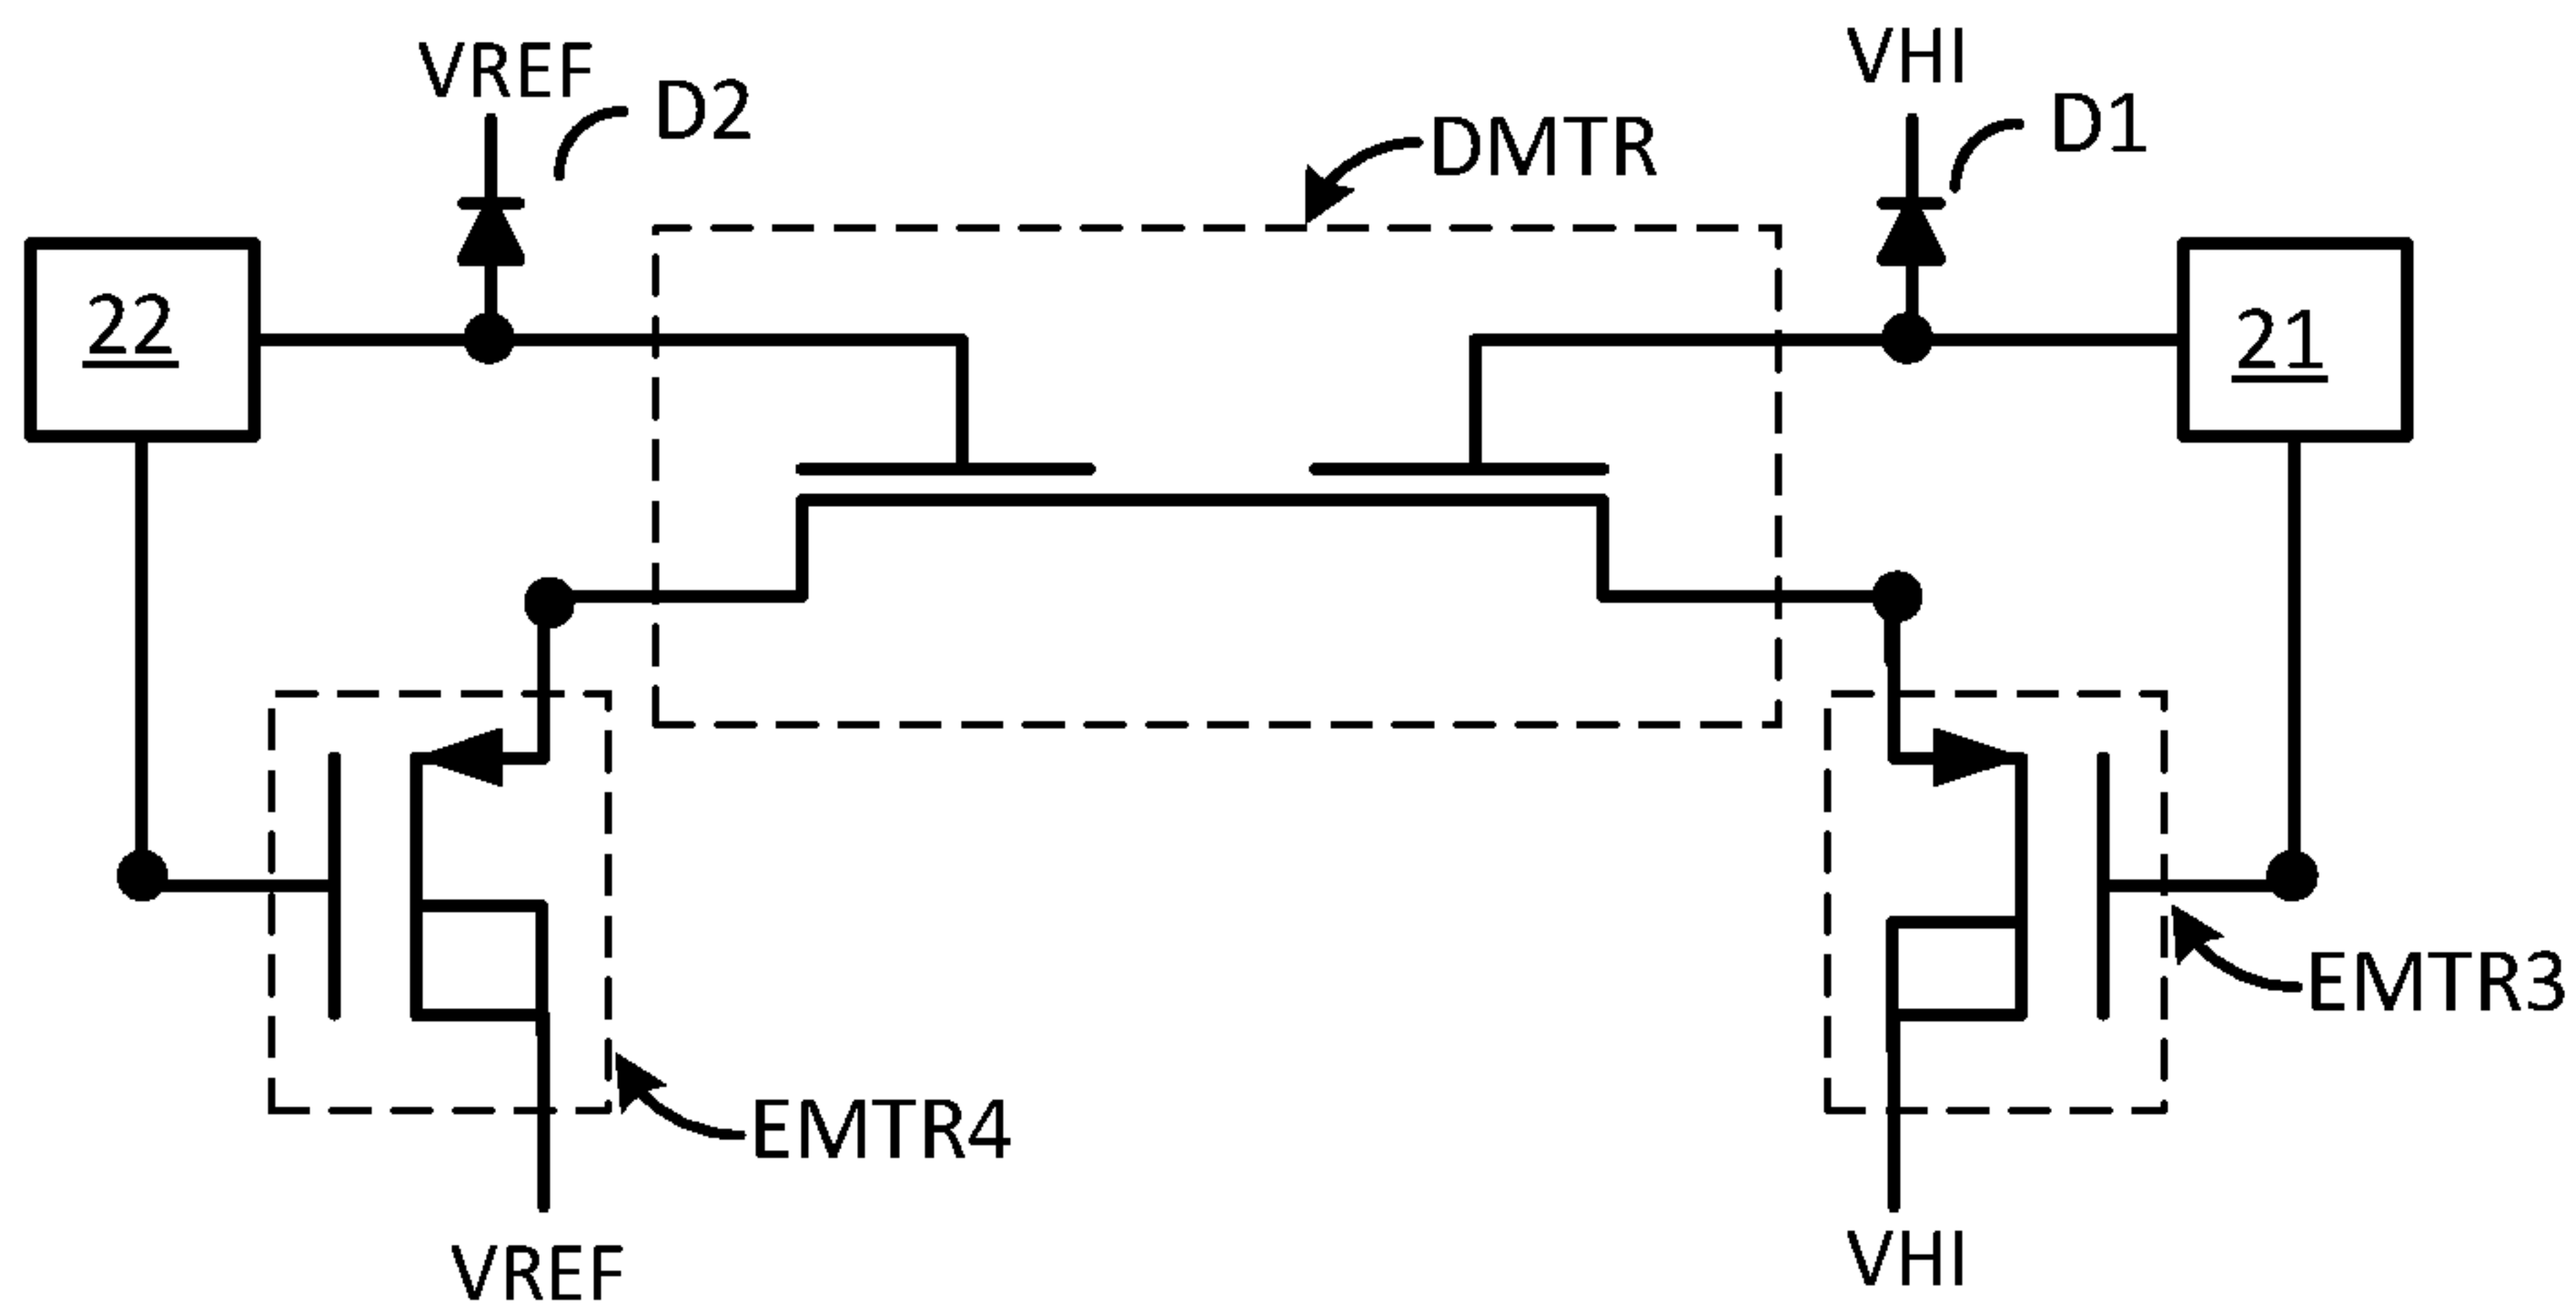 VREF
VHI
D2
D1
DMTR
22
21
EMTR3
EMTR4
VREF
VHI